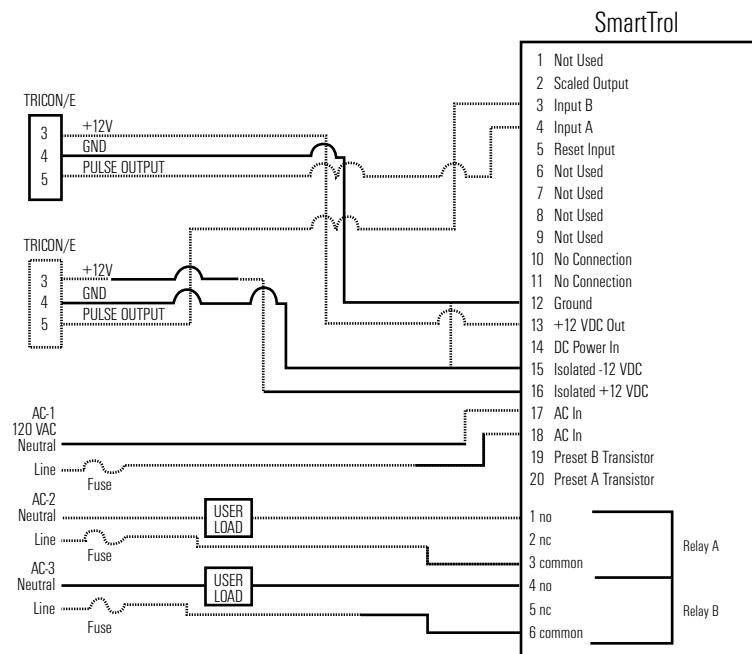 SmartTrol
1 Not Used
2 Scaled Output
3 Input B
4 Input A
5 Reset Input
6 Not Used
7 Not Used
8 Not Used
9 Not Used
10 No Connection
11 No Connection
12 Ground
13 +12 VDC Out
14 DC Power In
15 Isolated -12 VDC
16 Isolated +12 VDC
17 AC In
18 AC In
19 Preset B Transistor
20 Preset A Transistor
1 no
2 nc
3 common
4 no
5 nc
6 common
Relay A
Relay B
TRICON/E
3 +12V
4 GND
5 PULSE OUTPUT
TRICON/E
3 +12V
4 GND
5 PULSE OUTPUT
AC-1
120 VAC
Neutral
Line
Fuse
AC-2
Neutral
USER
LOAD
Line
Fuse
AC-3
Neutral
USER
LOAD
Line
Fuse